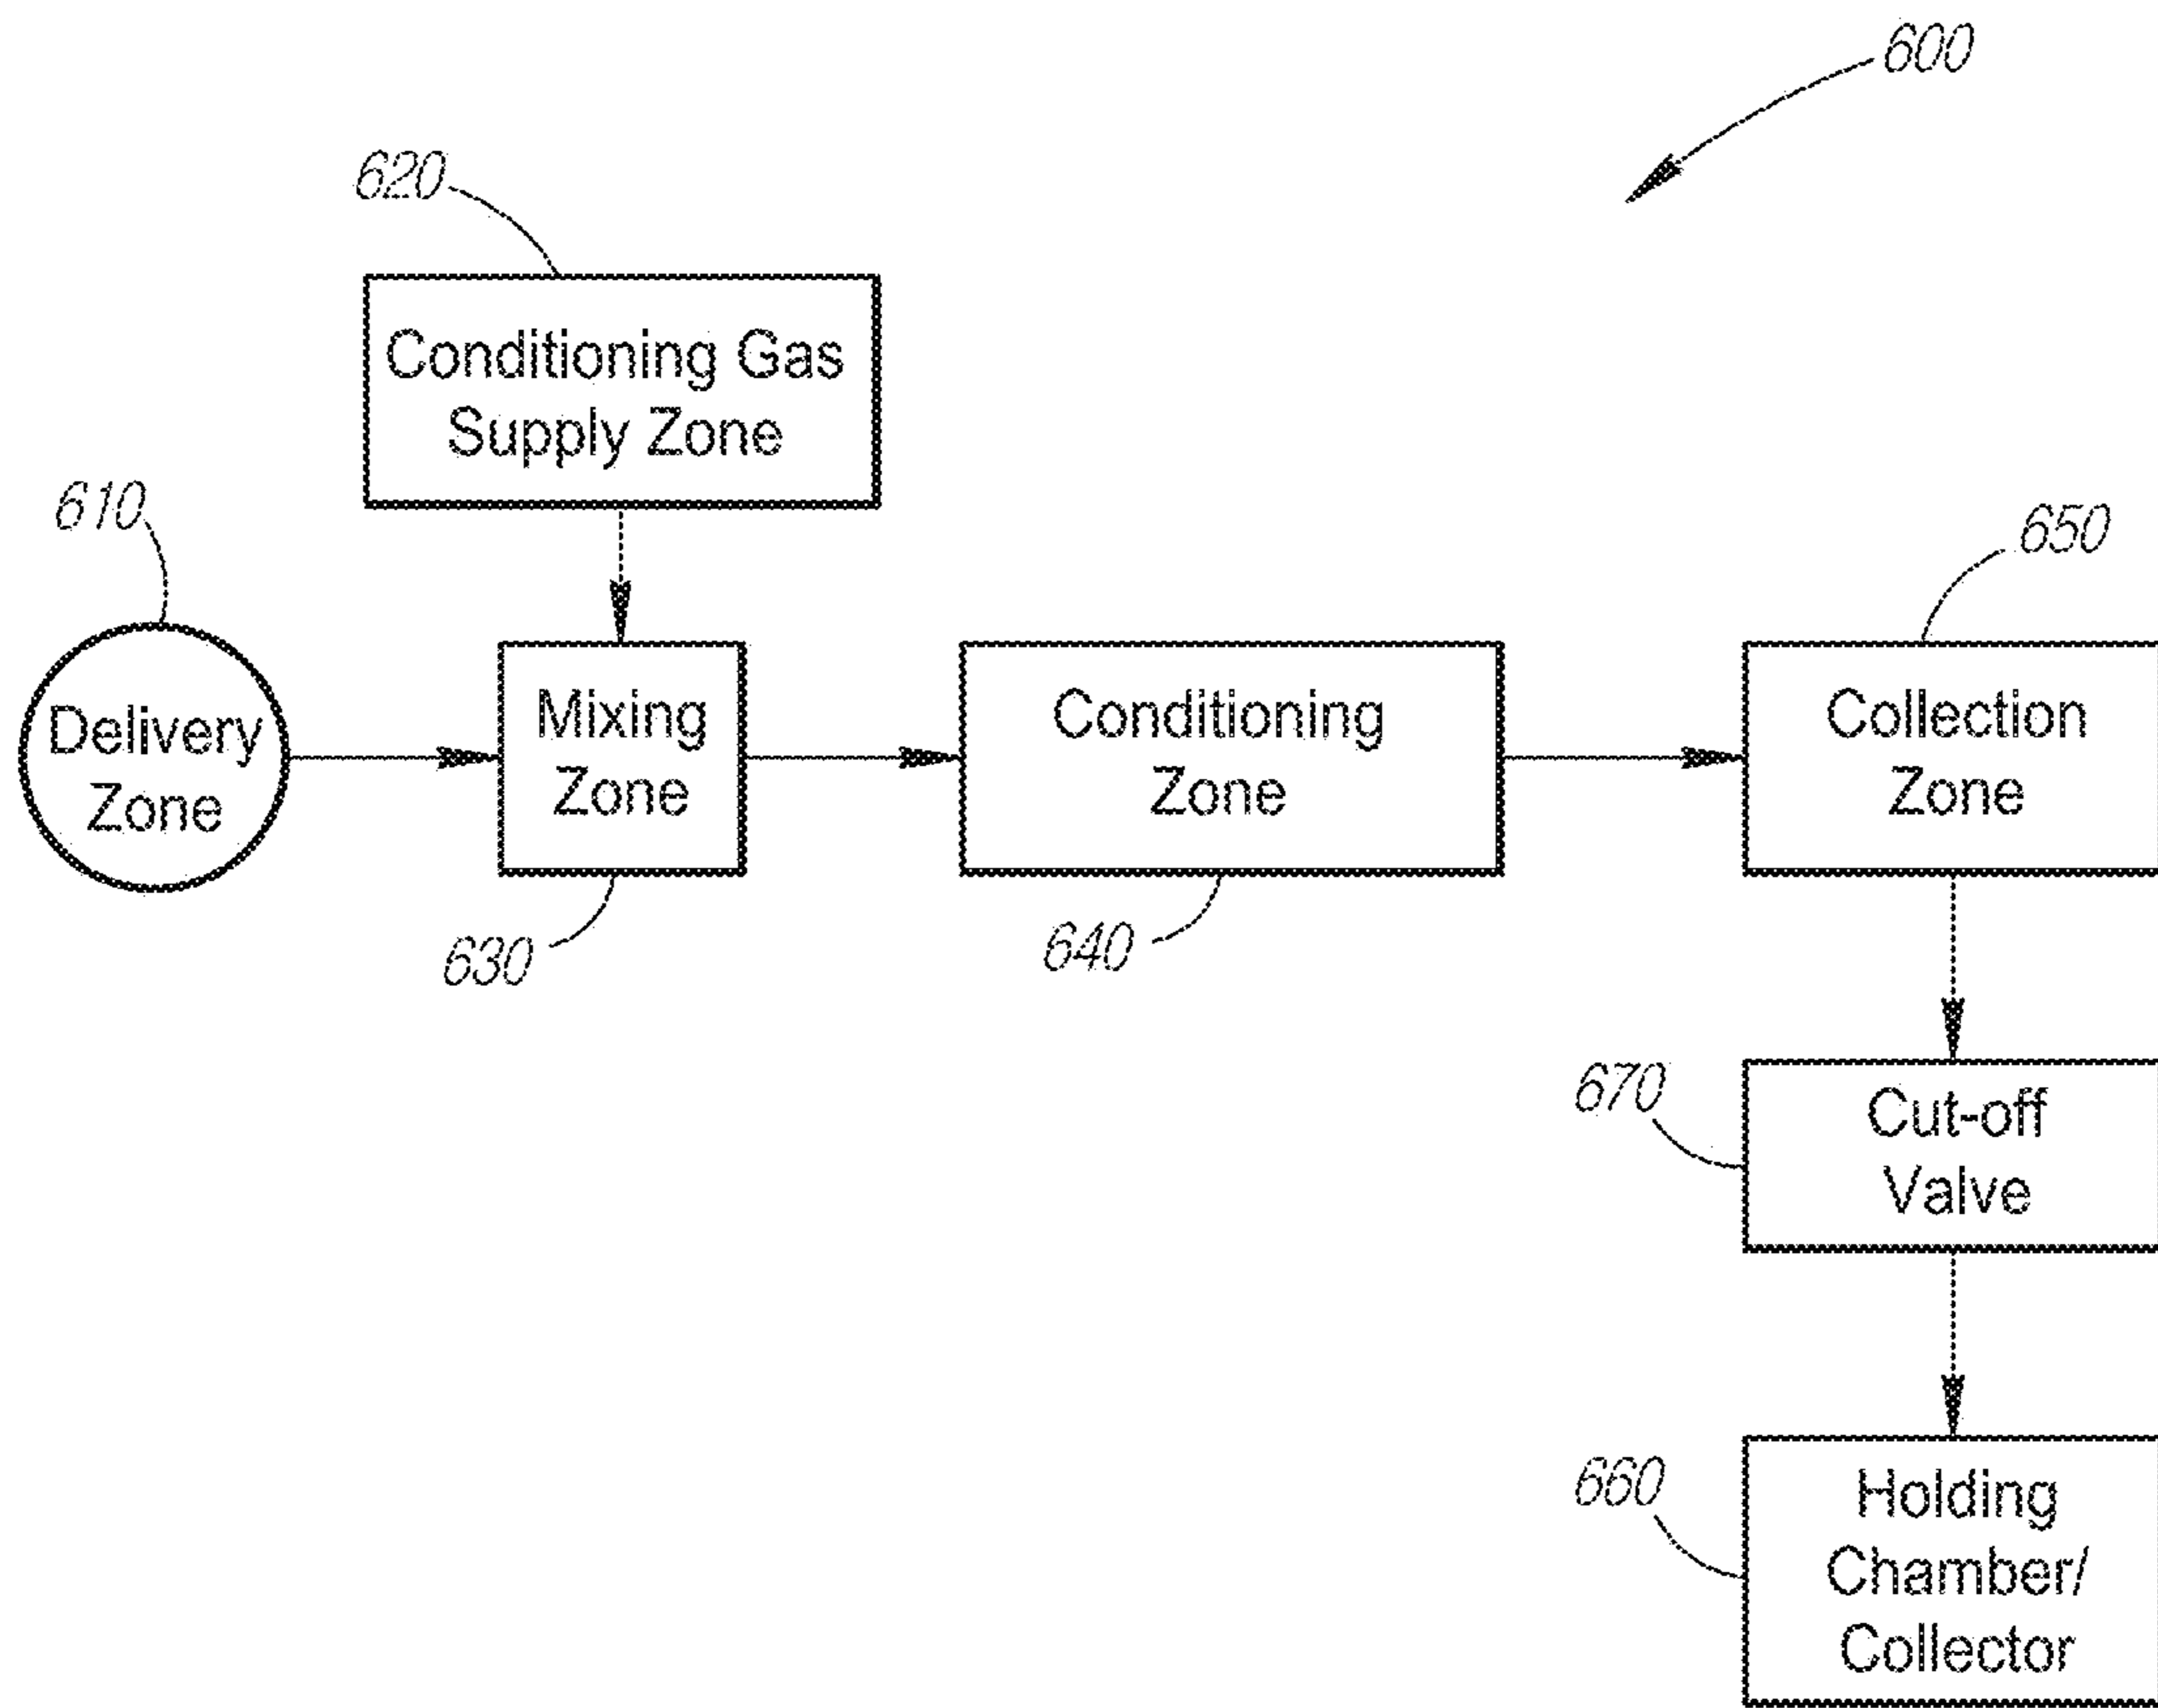 600
620
Conditioning Gas
Supply Zone
610
650
Delivery
Zone
Mixing
Zone
Conditioning
Zone
Collection
Zone
630
640
670
Cut-off
Valve
660
Holding
Chamber/
Collector